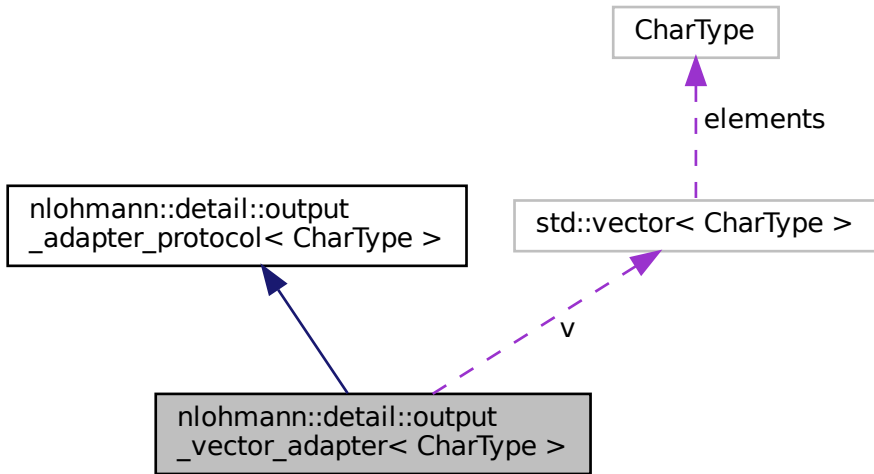 CharType
elements
nlohmann::detail::output
_adapter_protocol< CharType >
std::vector< CharType >
v
nlohmann::detail::output
_vector_adapter< CharType >